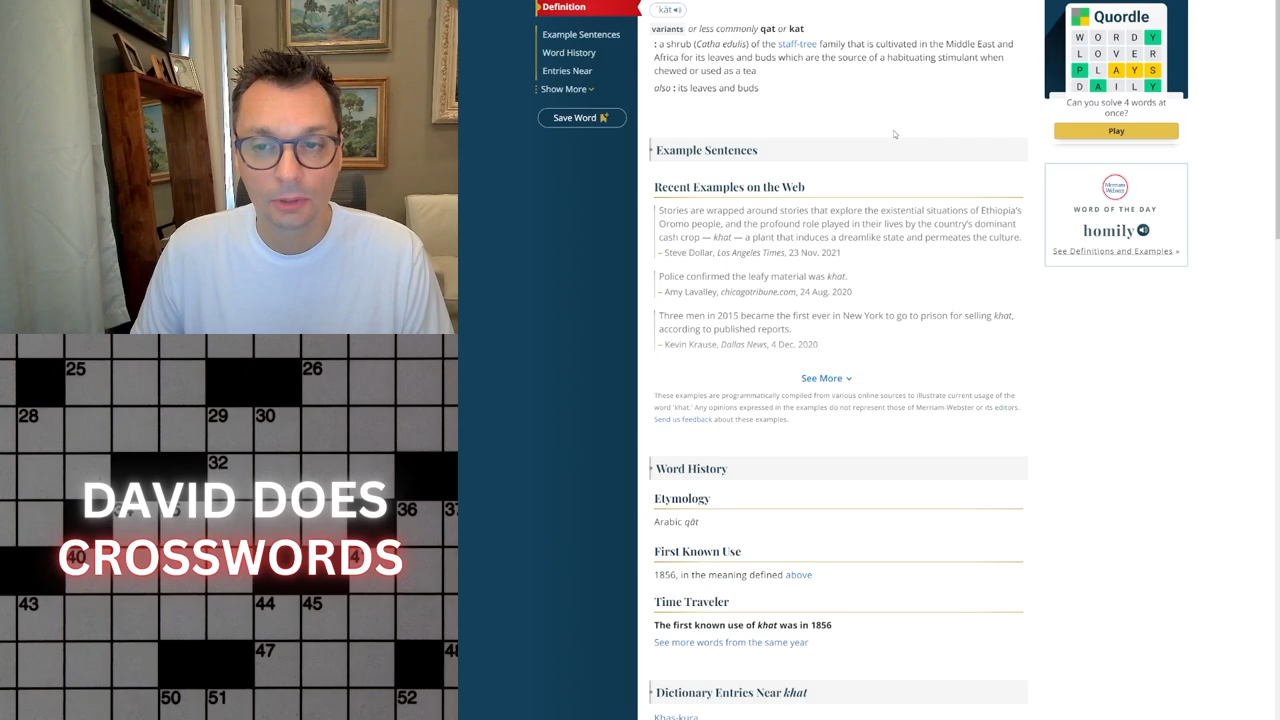 Definition
Example Sentences
Word History
Entries Near
Show More
Save Word
ˈkät
variants or less commonly qat or kat
: a shrub (Catha edulis) of the staff-tree family that is cultivated in the Middle East and
Africa for its leaves and buds which are the source of a habituating stimulant when
chewed or used as a tea
also : its leaves and buds
Example Sentences
Recent Examples on the Web
Stories are wrapped around stories that explore the existential situations of Ethiopia's
Oromo people, and the profound role played in their lives by the country's dominant
cash crop — khat — a plant that induces a dreamlike state and permeates the culture.
– Steve Dollar, Los Angeles Times, 23 Nov. 2021
Police confirmed the leafy material was khat.
– Amy Lavalley, chicagotribune.com, 24 Aug. 2020
Three men in 2015 became the first ever in New York to go to prison for selling khat,
according to published reports.
– Kevin Krause, Dallas News, 4 Dec. 2020
See More
These examples are programmatically compiled from various online sources to illustrate current usage of the
word 'khat.' Any opinions expressed in the examples do not represent those of Merriam-Webster or its editors.
Send us feedback about these examples.
Word History
Etymology
Arabic qāt
First Known Use
1856, in the meaning defined above
Time Traveler
The first known use of khat was in 1856
See more words from the same year
Dictionary Entries Near khat
Khas-kura
Quordle
W O R D Y
L O V E R
P L A Y S
D A I L Y
Can you solve 4 words at
once?
Play
Merriam
Webster
WORD OF THE DAY
homily
See Definitions and Examples »
25 26
28 29 30
32
36 37
DAVID DOES
CROSSWORDS
40 41
43 44 45
47
50 51 52